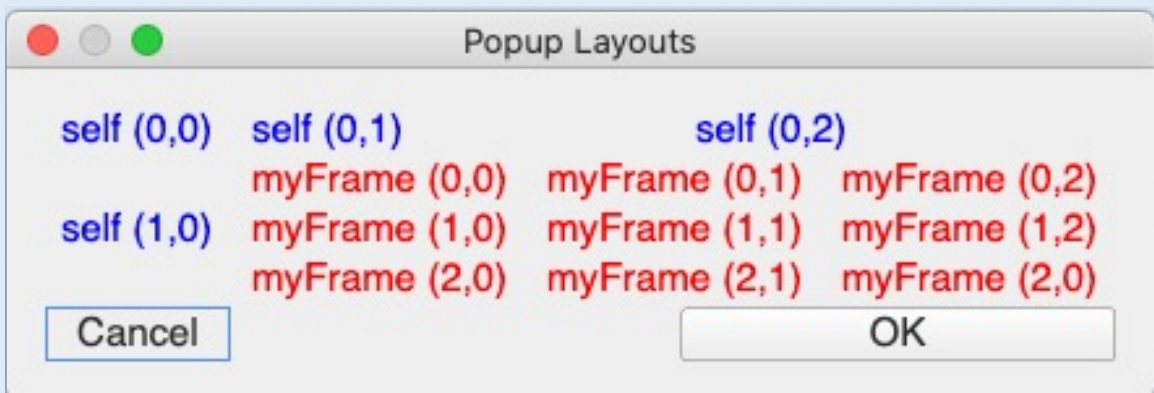 Popup Layouts
self (0,0) self (0,1) self (0,2)
myFrame (0,0) myFrame (0,1) myFrame (0,2)
self (1,0) myFrame (1,0) myFrame (1,1) myFrame (1,2)
myFrame (2,0) myFrame (2,1) myFrame (2,0)
Cancel OK